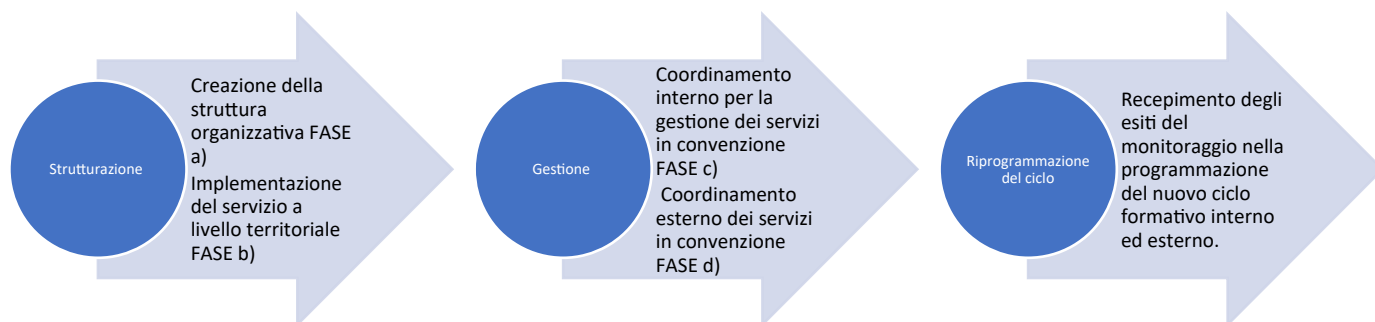 Strutturazione
Creazione della
struttura
organizzativa FASE
a)
Implementazione
del servizio a
livello territoriale
FASE b)
Gestione
Coordinamento
interno per la
gestione dei servizi
in convenzione
FASE c)
Coordinamento
esterno dei servizi
in convenzione
FASE d)
Riprogrammazione
del ciclo
Recepimento degli
esiti del
monitoraggio nella
programmazione
del nuovo ciclo
formativo interno
ed esterno.